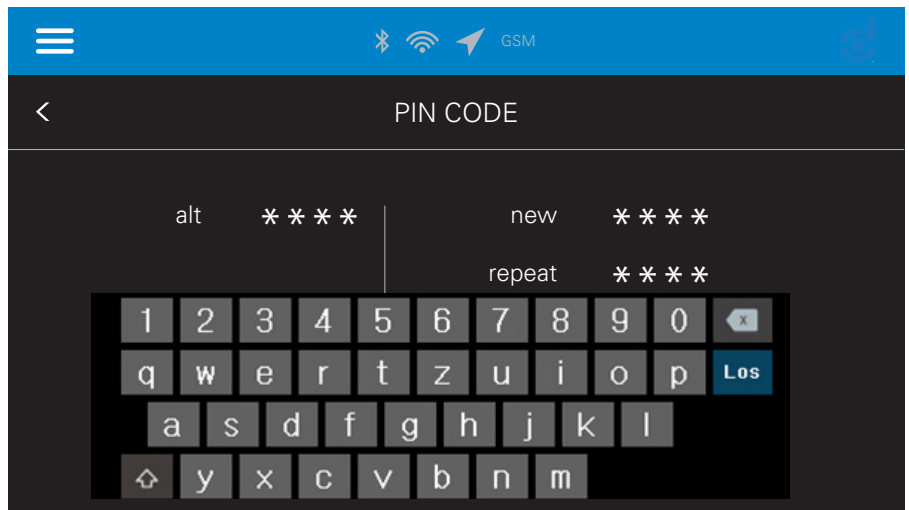 GSM
PIN CODE
alt **** new ****
repeat ****
1 2 3 4 5 6 7 8 9 0 x
q w e r t z u i o p Los
a s d f g h j k l
y x c v b n m